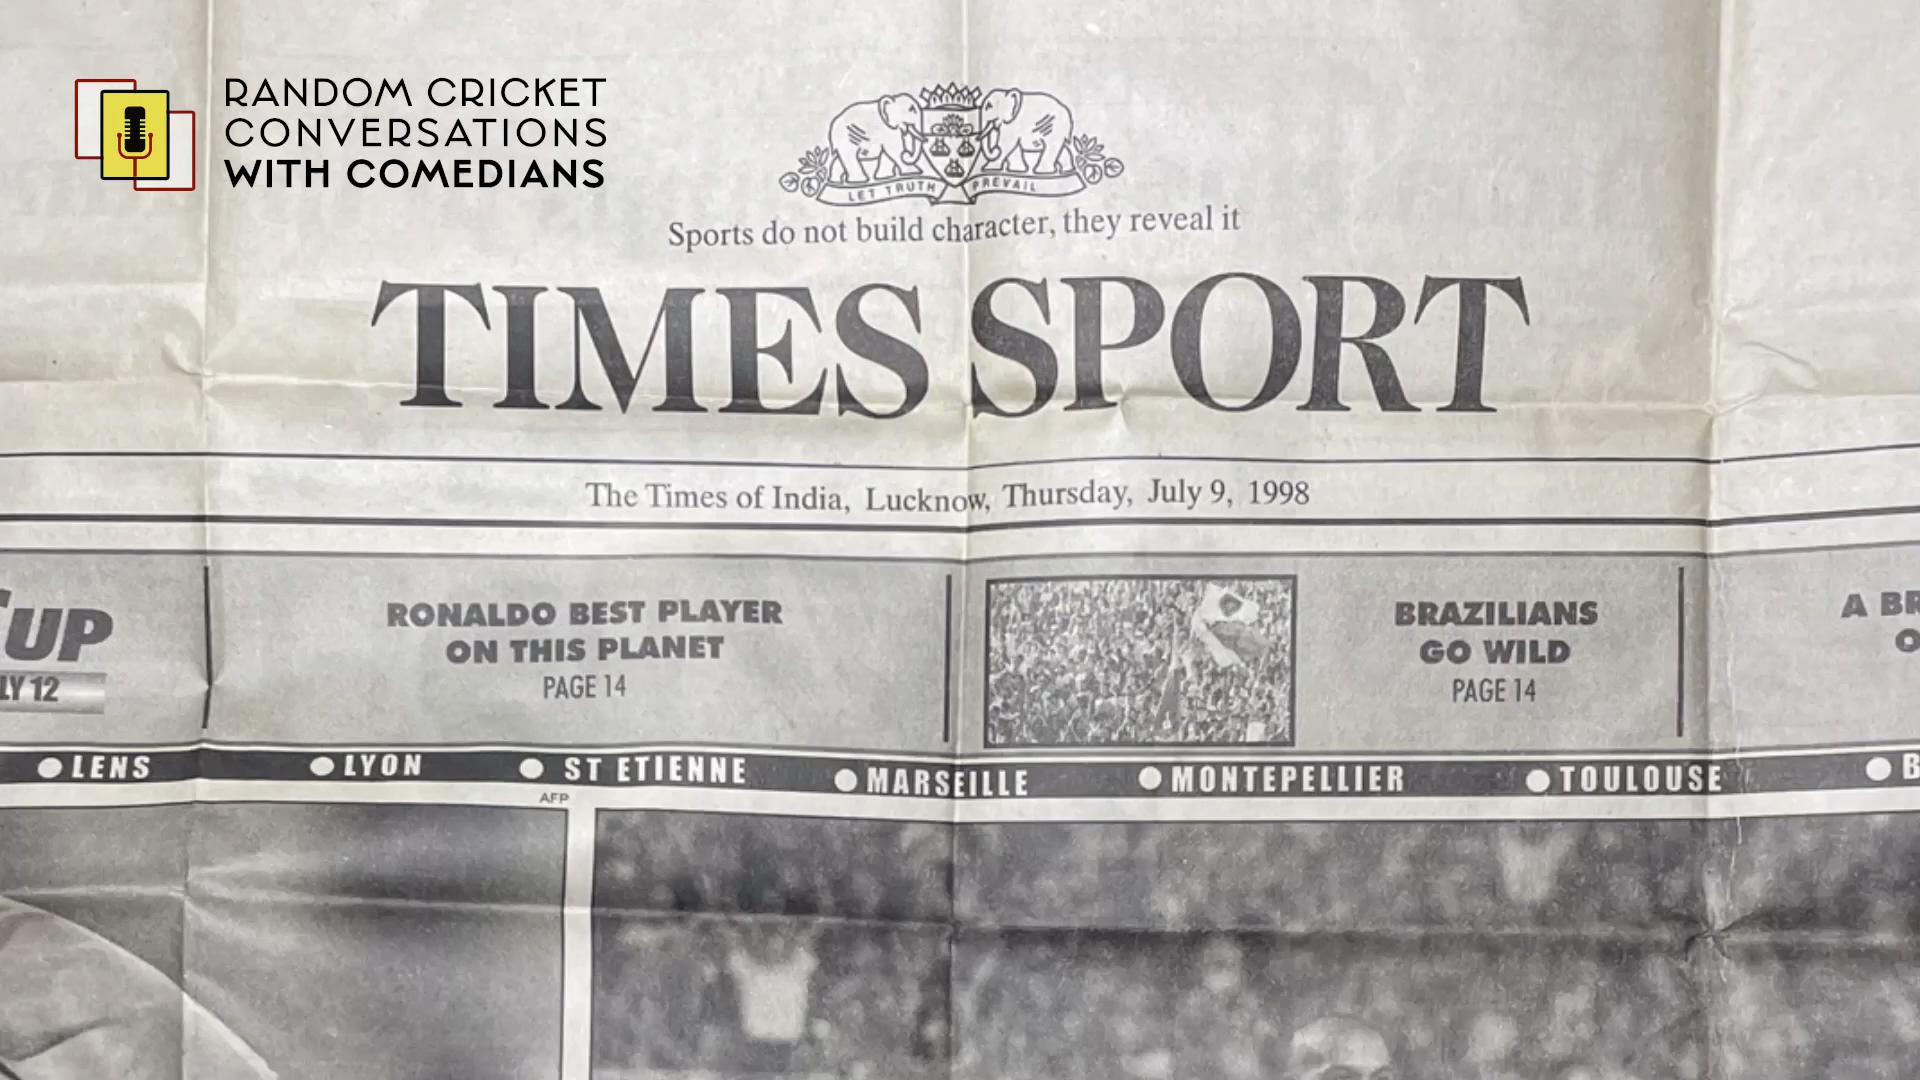 RANDOM CRICKET
CONVERSATIONS
WITH COMEDIANS
LET TRUTH PREVAIL
Sports do not build character, they reveal it
TIMES SPORT
The Times of India, Lucknow, Thursday, July 9, 1998
UP
LY 12
RONALDO BEST PLAYER
ON THIS PLANET
PAGE 14
BRAZILIANS
GO WILD
PAGE 14
A BR
O
LENS LYON ST ETIENNE MARSEILLE MONTEPELLIER TOULOUSE B
AFP